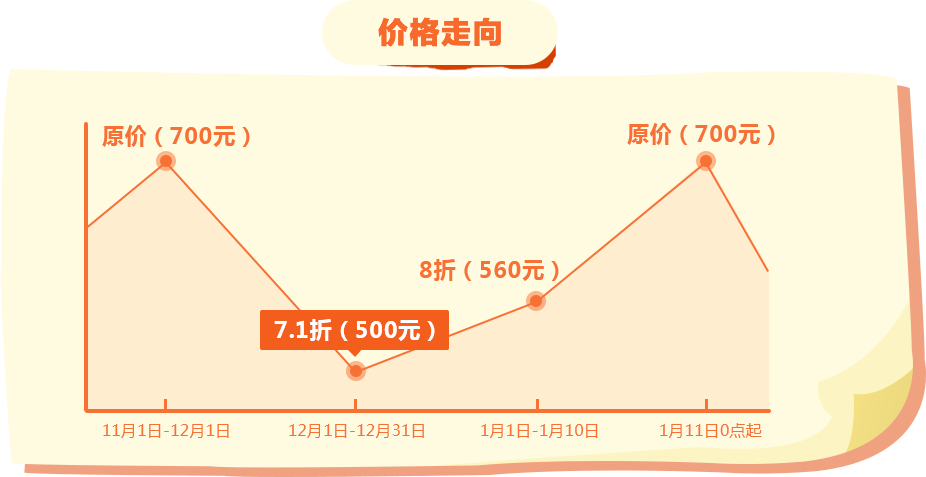 价格走向
原价（700元）
原价（700元）
8折（560元）
7.1折（500元）
11月1日-12月1日
12月1日-12月31日
1月1日-1月10日
1月11日0点起